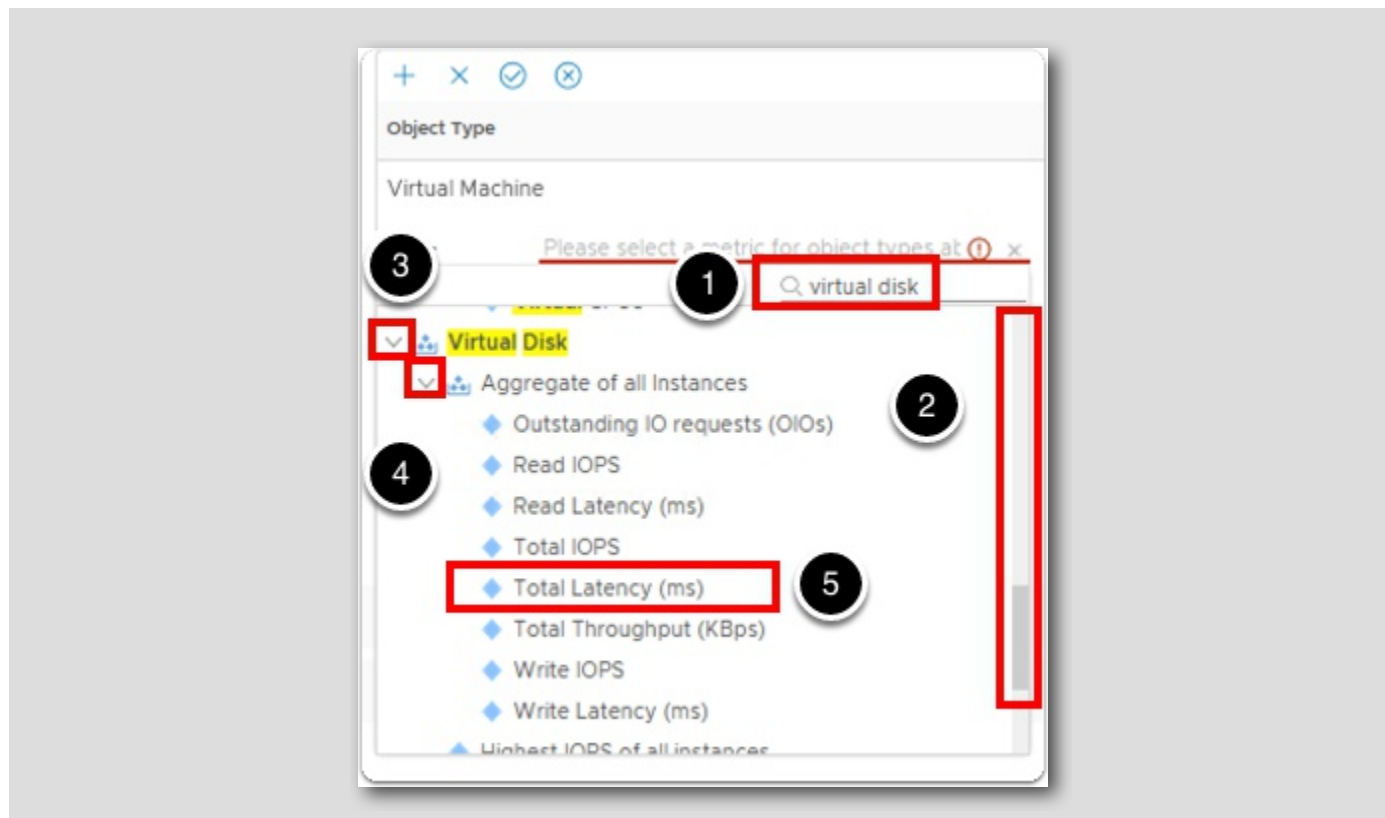 Object Type
Virtual Machine
Please select a metric for object types at
3
1
virtual disk
Virtual Disk
Aggregate of all Instances
2
Outstanding IO requests (OIOs)
4
Read IOPS
Read Latency (ms)
Total IOPS
Total Latency (ms)
5
Total Throughput (KBps)
Write IOPS
Write Latency (ms)
Highest IOPS of all instances